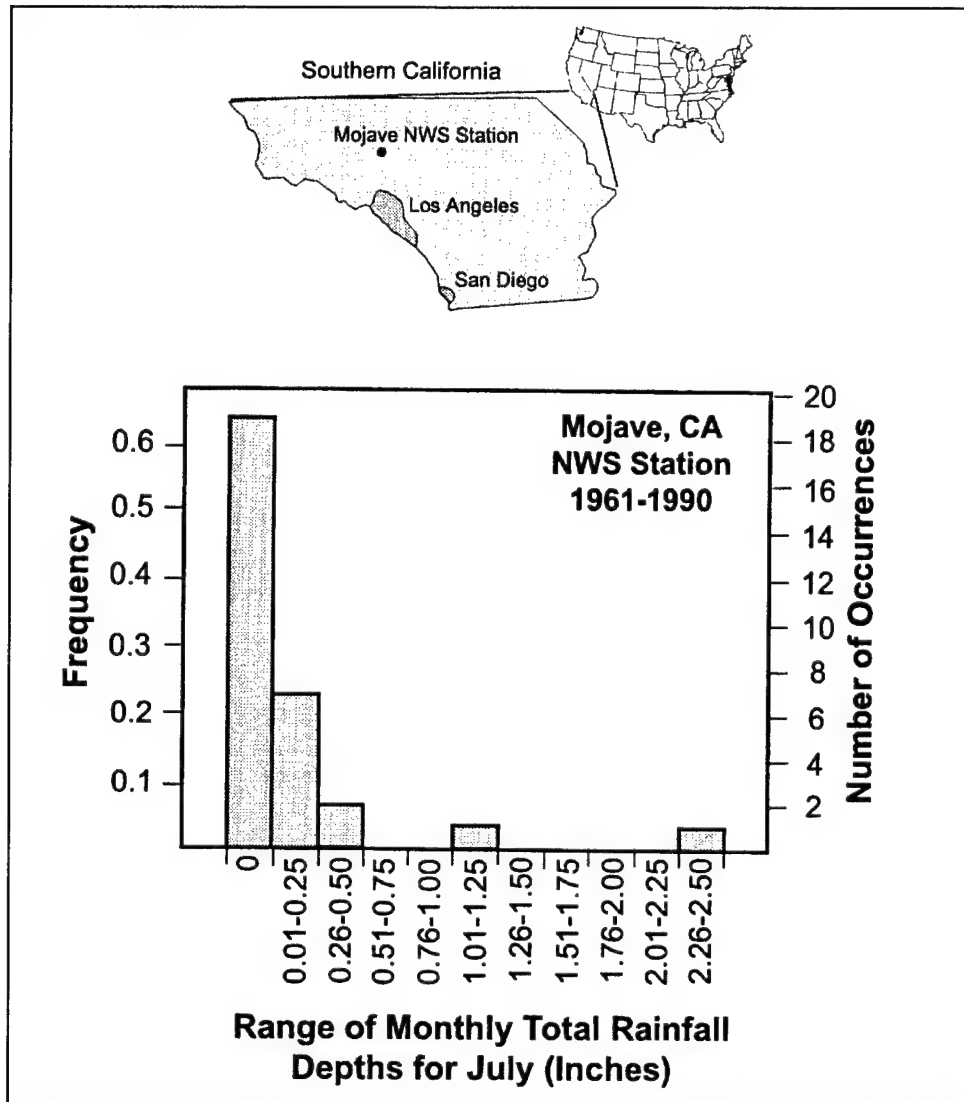 Southern California
Mojave NWS Station
Los Angeles
San Diego
Mojave, CA
NWS Station
1961-1990
Frequency
0.6
0.5
0.4
0.3
0.2
0.1
20
18
16
14
12
10
8
6
4
2
Number of Occurrences
0
0.01-0.25
0.26-0.50
0.51-0.75
0.76-1.00
1.01-1.25
1.26-1.50
1.51-1.75
1.76-2.00
2.01-2.25
2.26-2.50
Range of Monthly Total Rainfall
Depths for July (Inches)